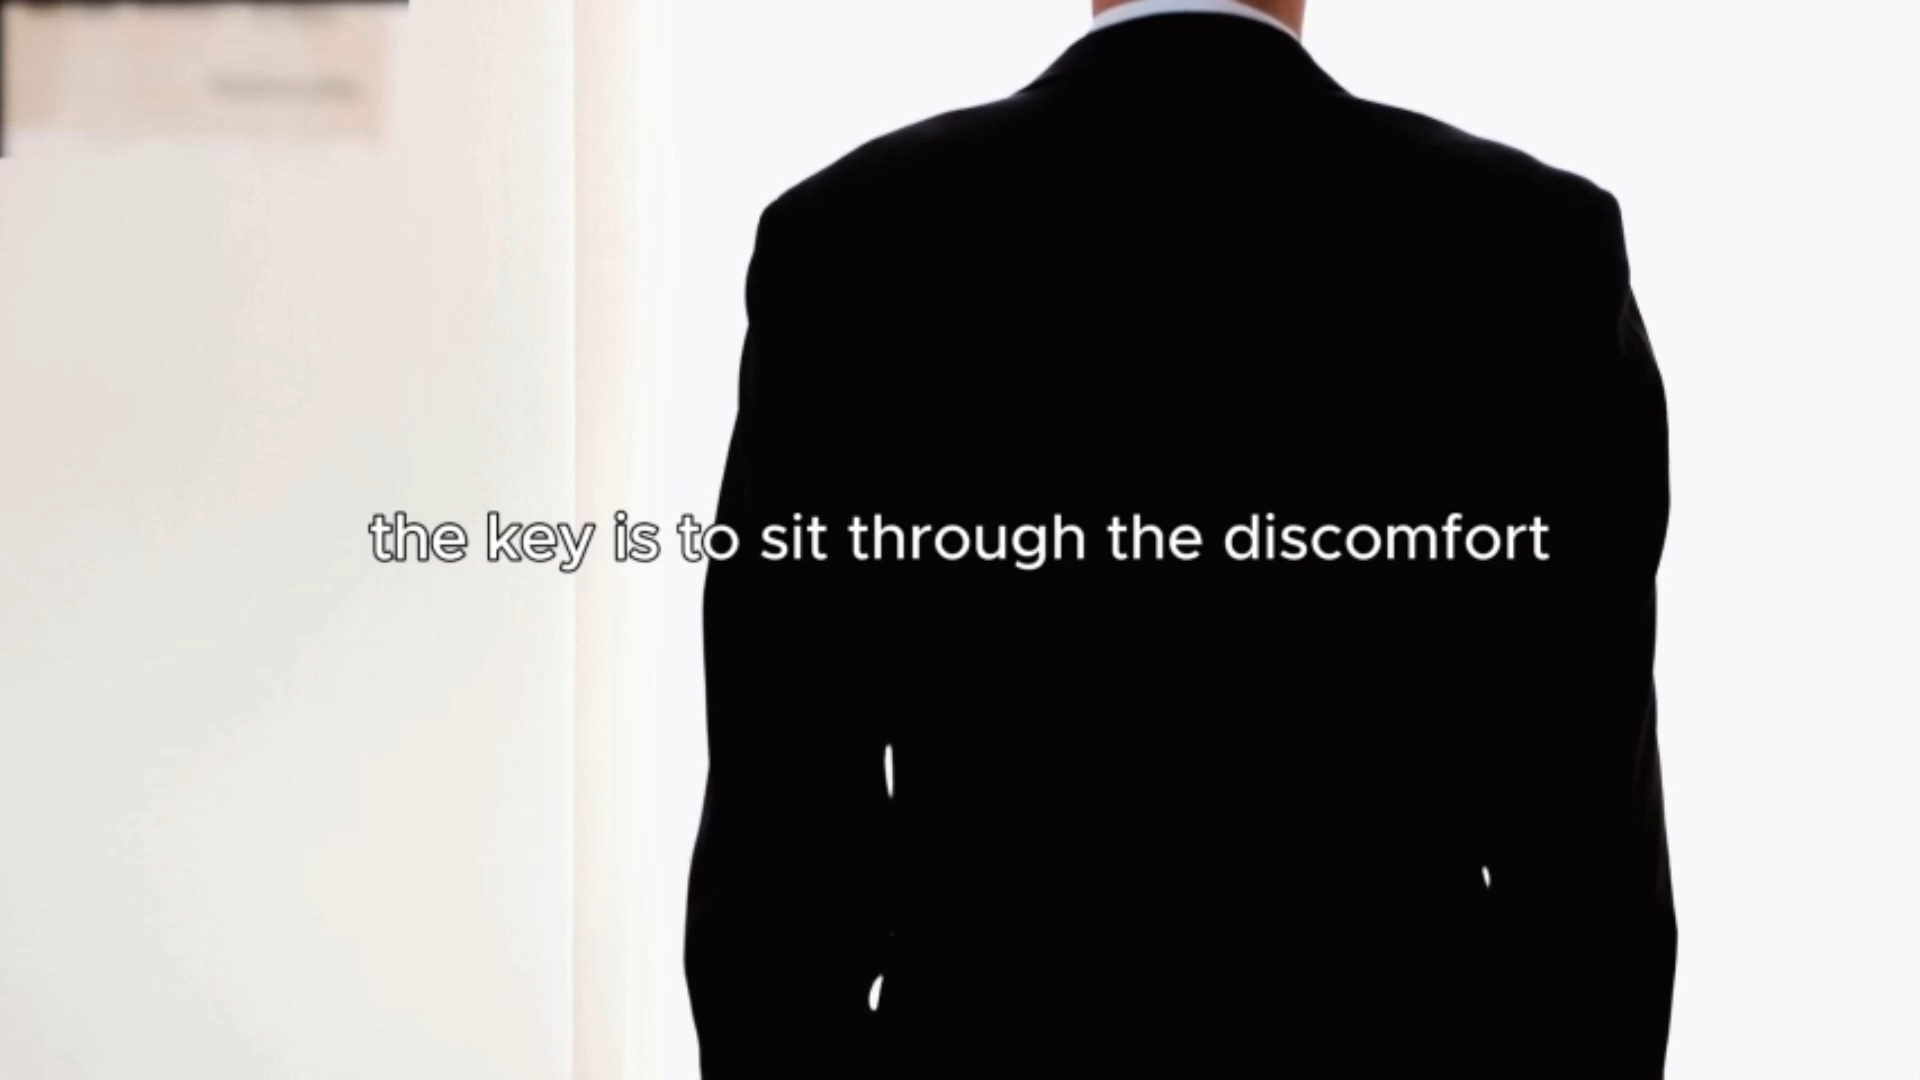 the key is to sit through the discomfort